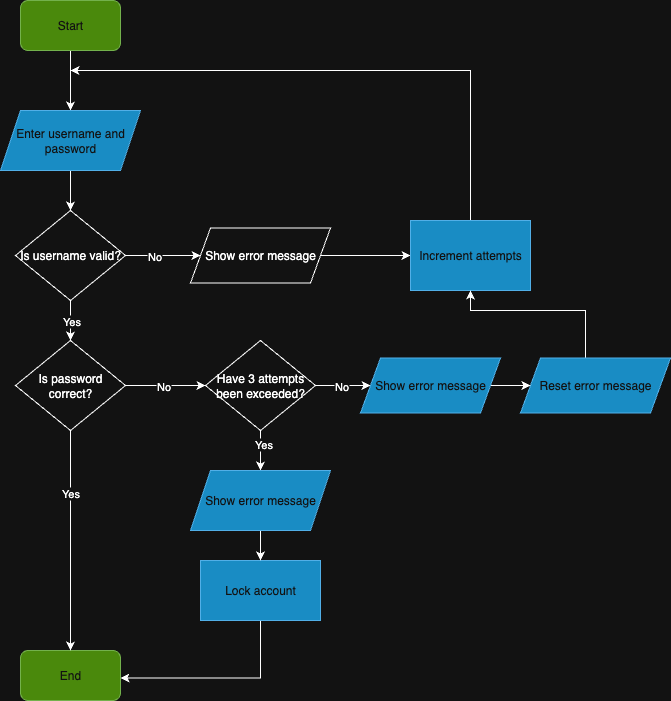 Start
Enter username and
password
Is username valid?
No
Show error message
Increment attempts
Yes
Is password
correct?
No
Have 3 attempts
been exceeded?
No
Show error message
Reset error message
Yes
Show error message
Yes
Lock account
End